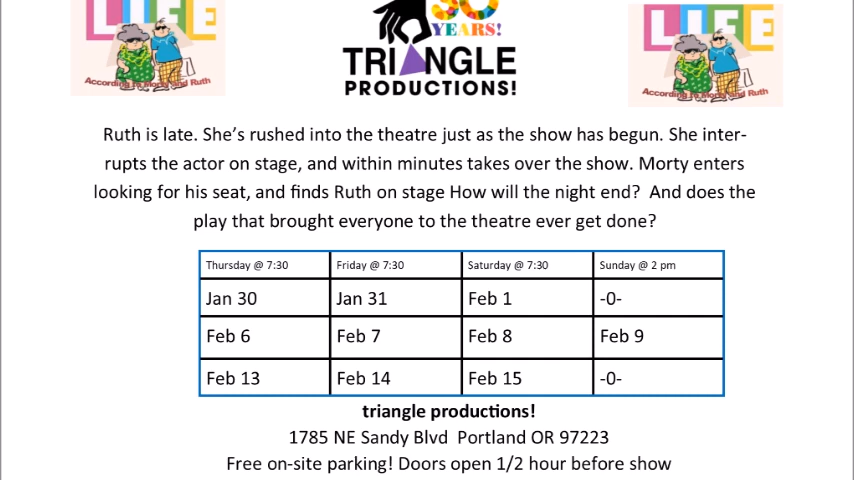 LIFE
According to Morty and Ruth
30
YEARS!
TRIANGLE
PRODUCTIONS!
LIFE
According to Morty and Ruth
Ruth is late. She's rushed into the theatre just as the show has begun. She inter-
rupts the actor on stage, and within minutes takes over the show. Morty enters
looking for his seat, and finds Ruth on stage How will the night end? And does the
play that brought everyone to the theatre ever get done?
Thursday @ 7:30 Friday @ 7:30 Saturday @ 7:30 Sunday @ 2 pm
Jan 30 Jan 31 Feb 1 -0-
Feb 6 Feb 7 Feb 8 Feb 9
Feb 13 Feb 14 Feb 15 -0-
triangle productions!
1785 NE Sandy Blvd Portland OR 97223
Free on-site parking! Doors open 1/2 hour before show